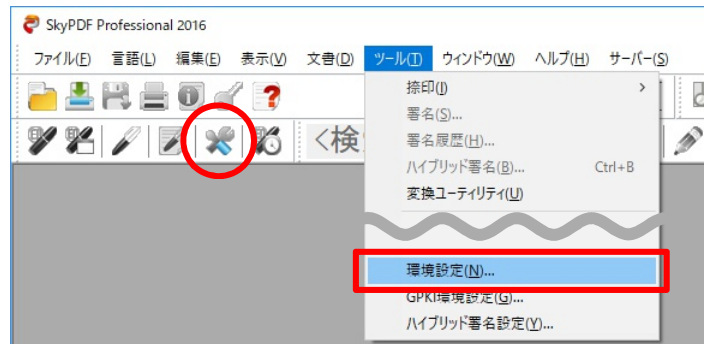 SkyPDF Professional 2016
ファイル(F) 言語(L) 編集(E) 表示(V) 文書(D) ツール(T) ウィンドウ(W) ヘルプ(H) サーバー(S)
捺印(I)
署名(S)...
署名履歴(H)...
ハイブリッド署名(B)... Ctrl+B
<検
変換ユーティリティ(U)
環境設定(N)...
GPKI環境設定(G)...
ハイブリッド署名設定(Y)...